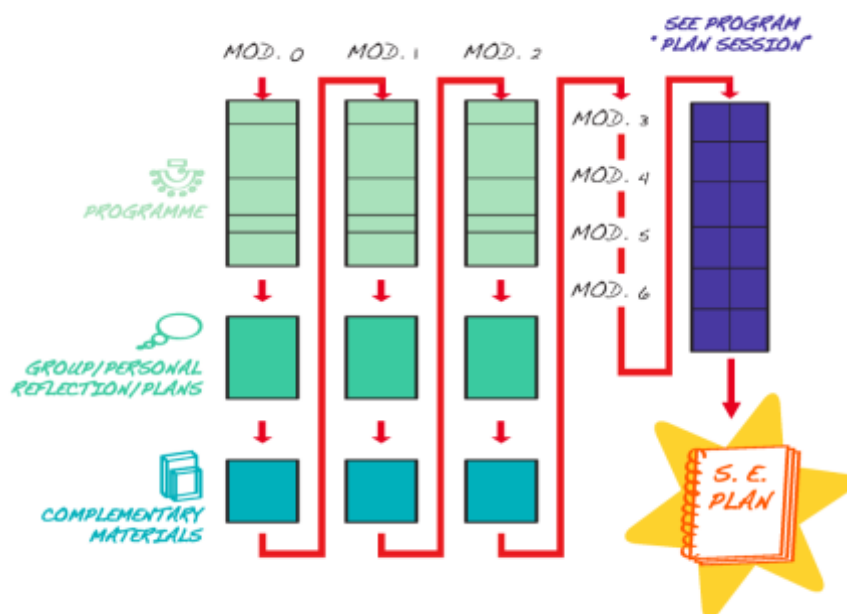 MOD. 0
MOD. 1
MOD. 2
SEE PROGRAM
"PLAN SESSION"
MOD. 3
MOD. 4
MOD. 5
MOD. 6
PROGRAMME
GROUP/PERSONAL
REFLECTION/PLANS
COMPLEMENTARY
MATERIALS
S. E.
PLAN